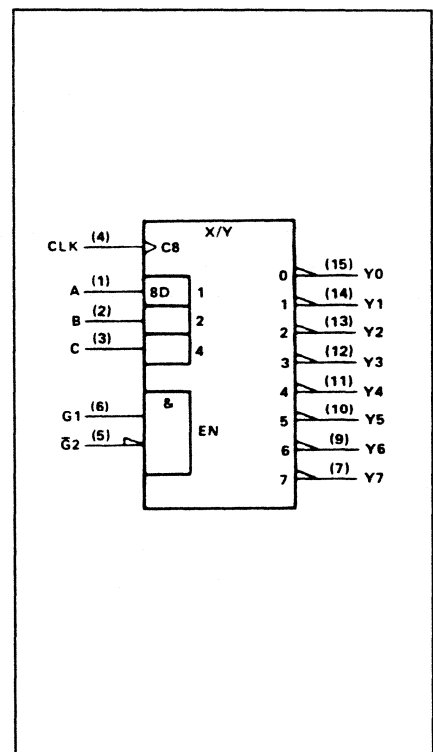 X/Y
CLK (4) C8
A (1) 8D 1
B (2) 2
C (3) 4
&
G1 (6) EN
G̅2 (5)
0 (15) Y0
1 (14) Y1
2 (13) Y2
3 (12) Y3
4 (11) Y4
5 (10) Y5
6 (9) Y6
7 (7) Y7